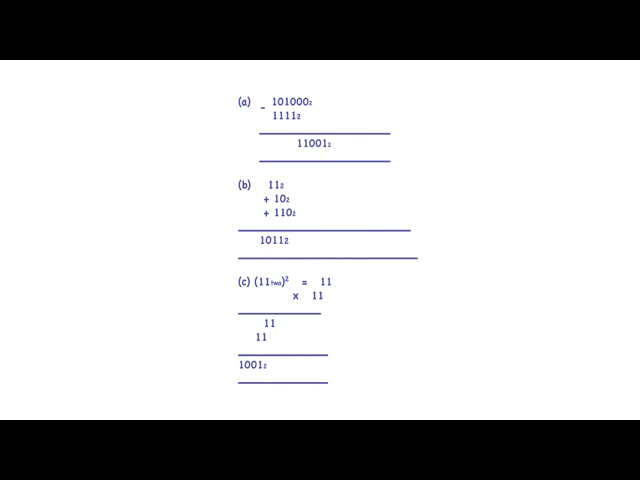 (a) - 101000₂
1111₂
11001₂
(b) 11₂
+ 10₂
+ 110₂
1011₂
(c) (11two)² = 11
x 11
11
11
1001₂